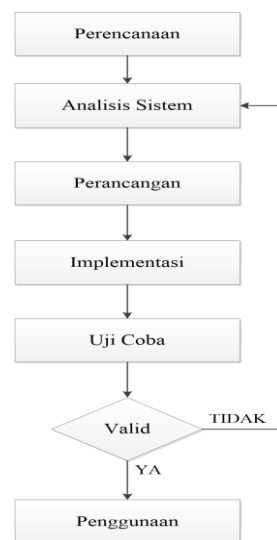 Perencanaan
Analisis Sistem
Perancangan
Implementasi
Uji Coba
Valid
TIDAK
YA
Penggunaan